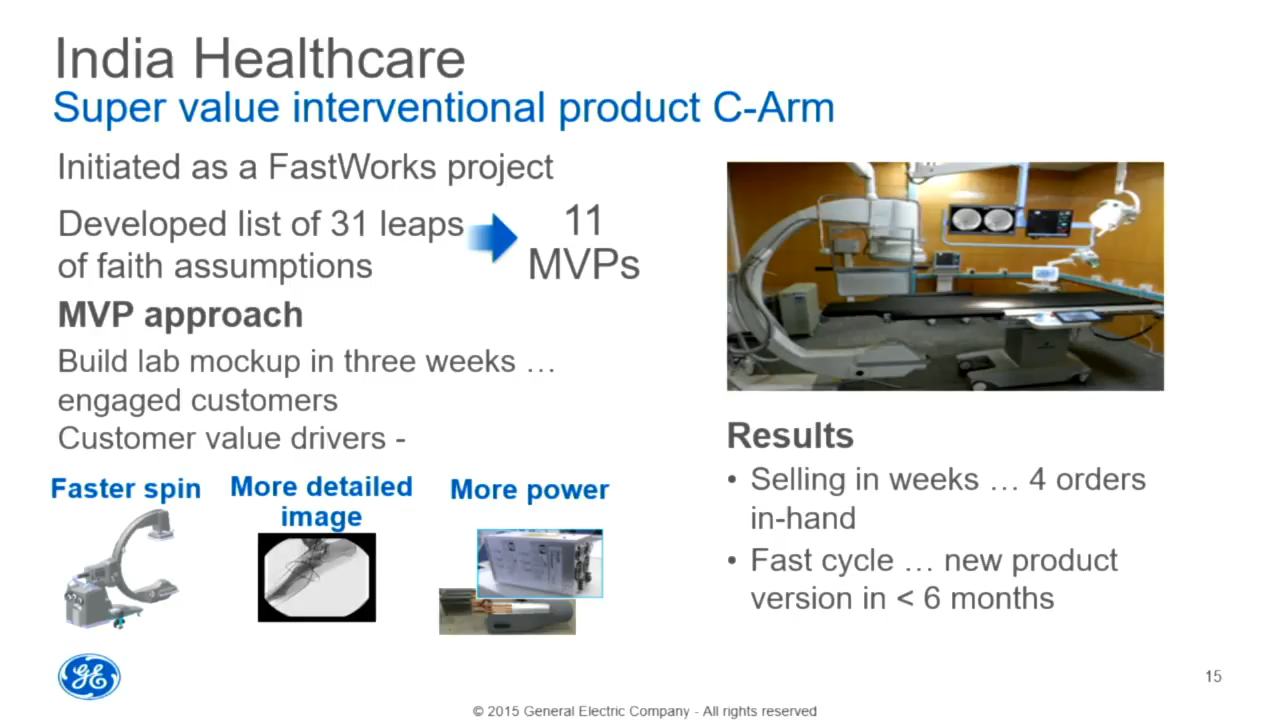 India Healthcare
Super value interventional product C-Arm
Initiated as a FastWorks project
Developed list of 31 leaps
of faith assumptions
11
MVPs
MVP approach
Build lab mockup in three weeks …
engaged customers
Customer value drivers -
Faster spin
More detailed
image
More power
Results
• Selling in weeks … 4 orders
in-hand
• Fast cycle … new product
version in < 6 months
GE
15
© 2015 General Electric Company - All rights reserved